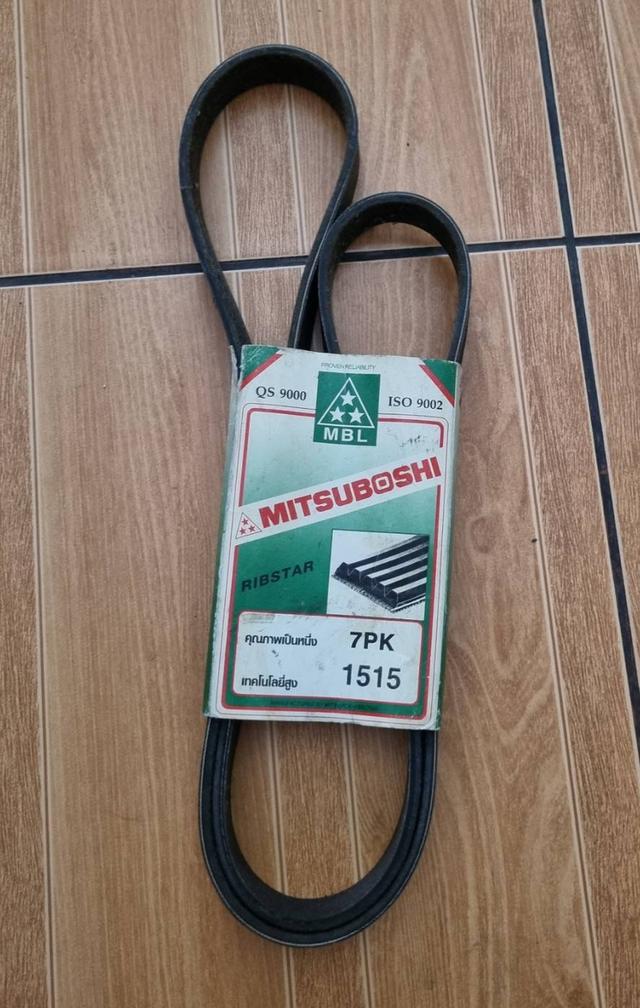 PROVEN RELIABILITY
QS 9000
ISO 9002
MBL
MITSUBOSHI
RIBSTAR
คุณภาพเป็นหนึ่ง 7PK
เทคโนโลยี่สูง 1515